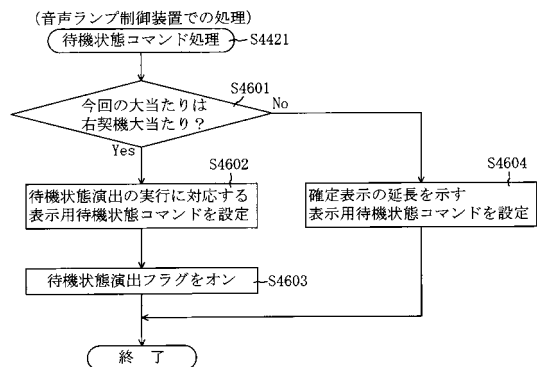 （音声ランプ制御装置での処理）
待機状態コマンド処理
S4421
S4601
今回の大当たりは
右契機大当たり？
No
Yes
S4602
待機状態演出の実行に対応する
表示用待機状態コマンドを設定
S4604
確定表示の延長を示す
表示用待機状態コマンドを設定
待機状態演出フラグをオン
S4603
終　了